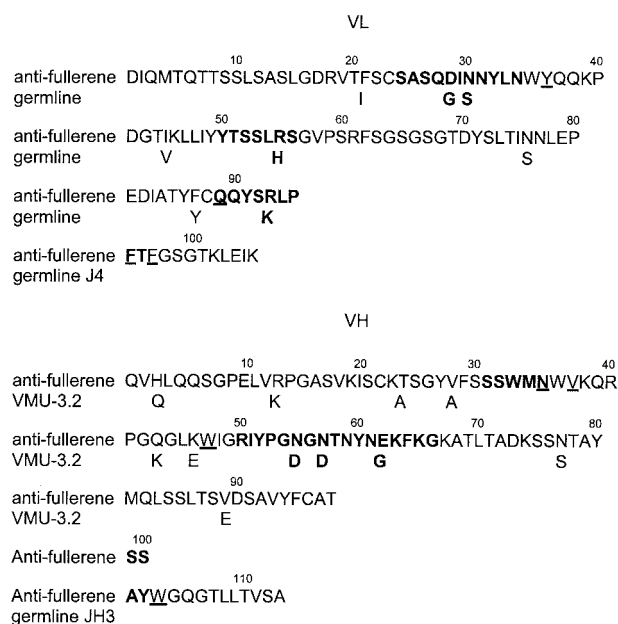 VL
10 20 30 40
anti-fullerene DIQMTQTTSSLSASLGDRVTFSCSASQDINNYLNWYQQKP
germline I G S
50 60 70 80
anti-fullerene DGTIKLLIYYTSSLRSGVPSRFSGSGSGTDYSLTINNLEP
germline V H S
90
anti-fullerene EDIATYFCQQYSRLP
germline Y K
100
anti-fullerene FTFGSGTKLEIK
germline J4
VH
10 20 30 40
anti-fullerene QVHLQQSGPELVRPGASVKISCKTSGYVFSSSWMNWVKQR
VMU-3.2 Q K A A
50 60 70 80
anti-fullerene PGQGLKWIGRIYPGNGNTNYNEKFKGKATLTADKSSNTAY
VMU-3.2 K E D D G S
90
anti-fullerene MQLSSLTSVDSAVYFCAT
VMU-3.2 E
100
Anti-fullerene SS
110
Anti-fullerene AYWGQGTLLTVSA
germline JH3